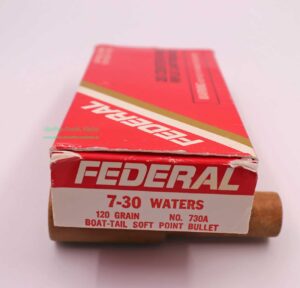 FEDERAL
FEDERAL
7-30 WATERS
120 GRAIN NO. 730A
BOAT-TAIL SOFT POINT BULLET